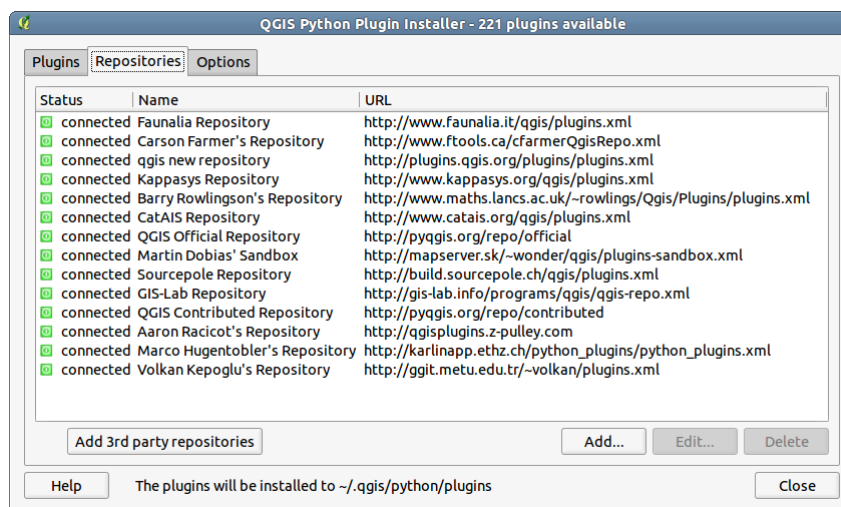 QGIS Python Plugin Installer - 221 plugins available
Plugins Repositories Options
Status Name URL
connected Faunalia Repository http://www.faunalia.it/qgis/plugins.xml
connected Carson Farmer's Repository http://www.ftools.ca/cfarmerQgisRepo.xml
connected qgis new repository http://plugins.qgis.org/plugins/plugins.xml
connected Kappasys Repository http://www.kappasys.org/qgis/plugins.xml
connected Barry Rowlingson's Repository http://www.maths.lancs.ac.uk/~rowlings/Qgis/Plugins/plugins.xml
connected CatAIS Repository http://www.catais.org/qgis/plugins.xml
connected QGIS Official Repository http://pyqgis.org/repo/official
connected Martin Dobias' Sandbox http://mapserver.sk/~wonder/qgis/plugins-sandbox.xml
connected Sourcepole Repository http://build.sourcepole.ch/qgis/plugins.xml
connected GIS-Lab Repository http://gis-lab.info/programs/qgis/qgis-repo.xml
connected QGIS Contributed Repository http://pyqgis.org/repo/contributed
connected Aaron Racicot's Repository http://qgisplugins.z-pulley.com
connected Marco Hugentobler's Repository http://karlinapp.ethz.ch/python_plugins/python_plugins.xml
connected Volkan Kepoglu's Repository http://ggit.metu.edu.tr/~volkan/plugins.xml
Add 3rd party repositories Add... Edit... Delete
Help The plugins will be installed to ~/.qgis/python/plugins Close